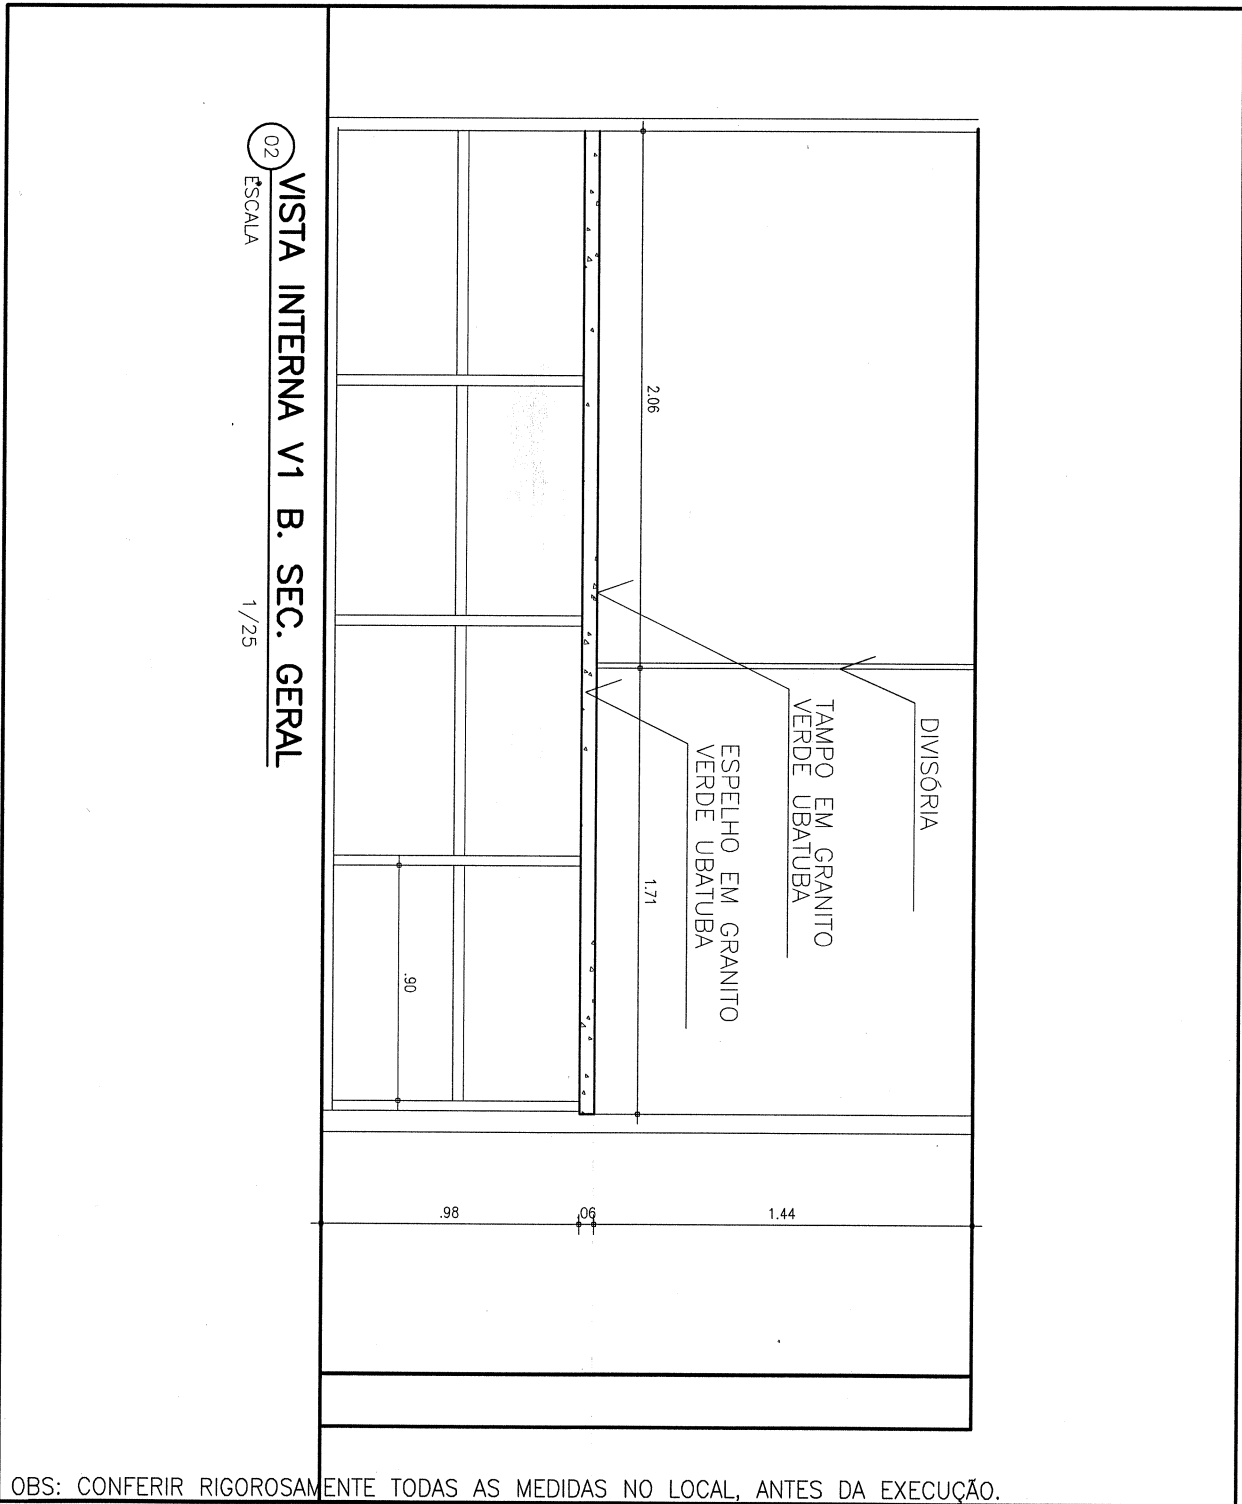 DIVISÓRIA
TAMPO EM GRANITO
VERDE UBATUBA
ESPELHO EM GRANITO
VERDE UBATUBA
2.06
1.71
.90
1.44
.06
.98
02
VISTA INTERNA V1 B. SEC. GERAL
ESCALA
1/25
OBS: CONFERIR RIGOROSAMENTE TODAS AS MEDIDAS NO LOCAL, ANTES DA EXECUÇÃO.